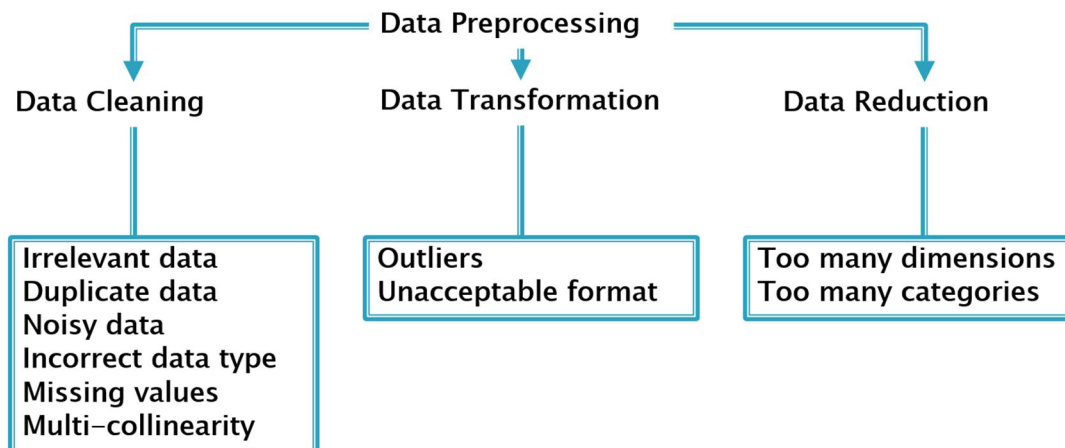 Data Preprocessing
Data Cleaning
Data Transformation
Data Reduction
Irrelevant data
Duplicate data
Noisy data
Incorrect data type
Missing values
Multi-collinearity
Outliers
Unacceptable format
Too many dimensions
Too many categories